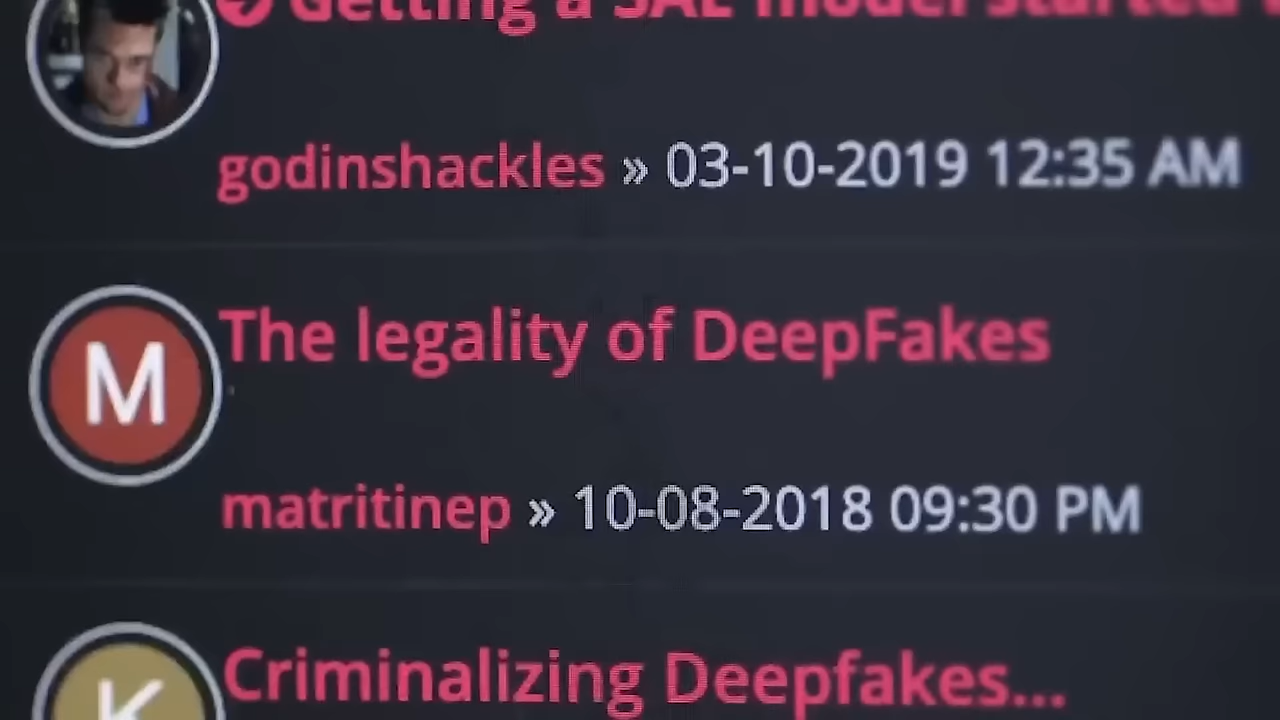 Getting a SAE model started
godinshackles » 03-10-2019 12:35 AM
M
The legality of DeepFakes
matritinep » 10-08-2018 09:30 PM
K
Criminalizing Deepfakes...